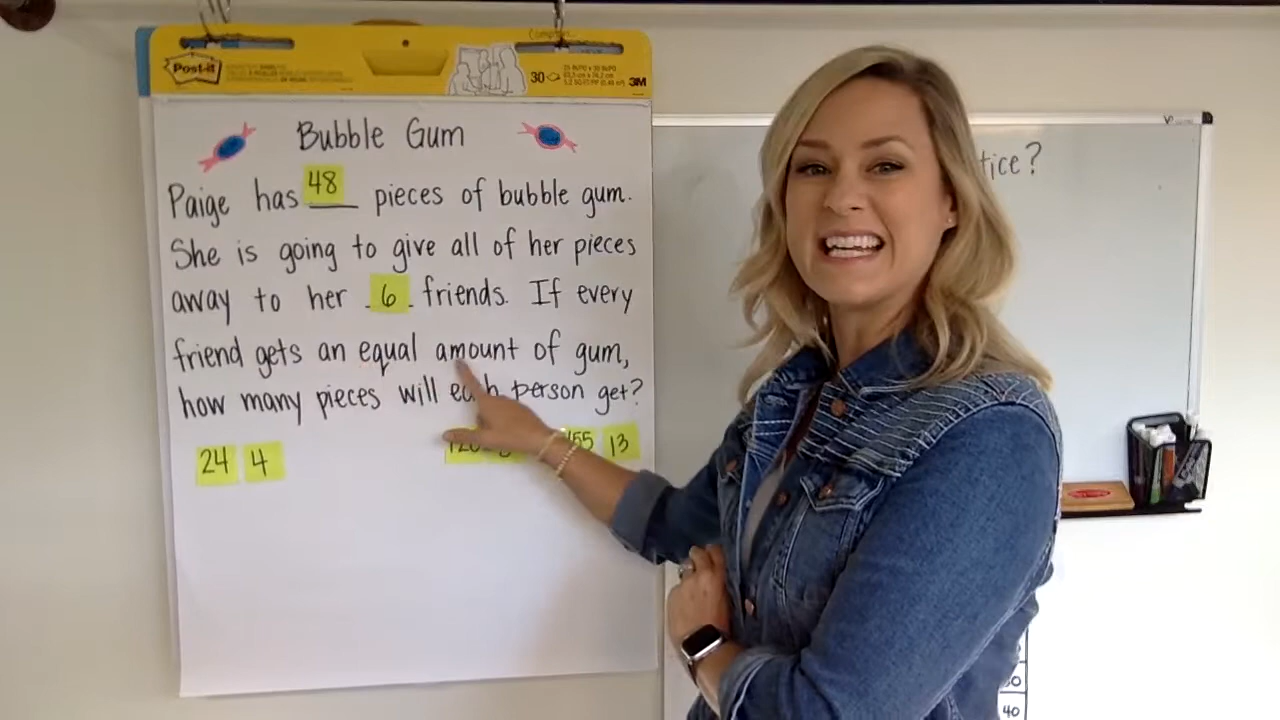 Post-it
30
3M
Bubble Gum
Paige has 48 pieces of bubble gum.
She is going to give all of her pieces
away to her 6 friends. If every
friend gets an equal amount of gum,
how many pieces will each person get?
24 4
13
40